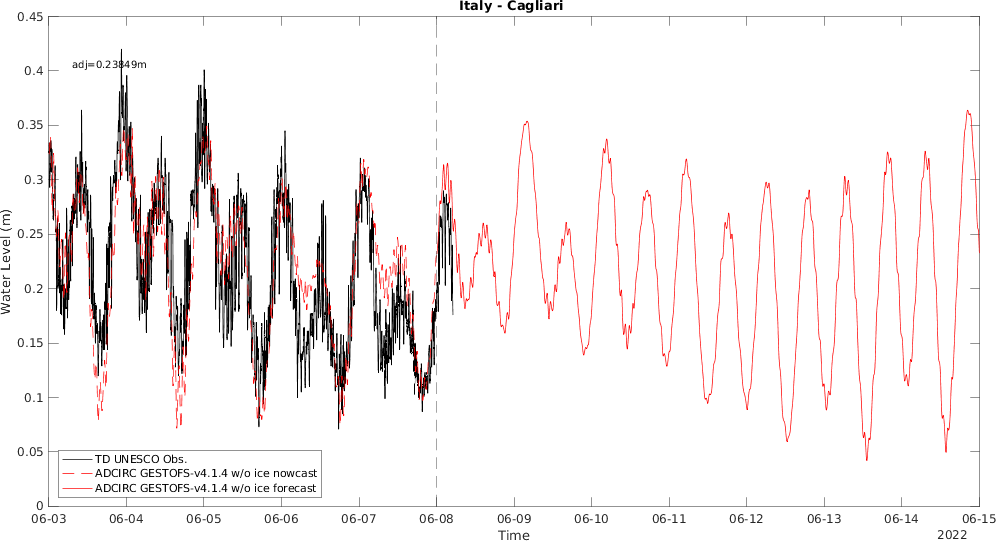 Italy - Cagliari
0.45
0.4
0.35
0.3
0.25
0.2
0.15
0.1
0.05
0
Water Level (m)
adj=0.23849m
TD UNESCO Obs.
ADCIRC GESTOFS-v4.1.4 w/o ice nowcast
ADCIRC GESTOFS-v4.1.4 w/o ice forecast
06-03 06-04 06-05 06-06 06-07 06-08 06-09 06-10 06-11 06-12 06-13 06-14 06-15
Time
2022